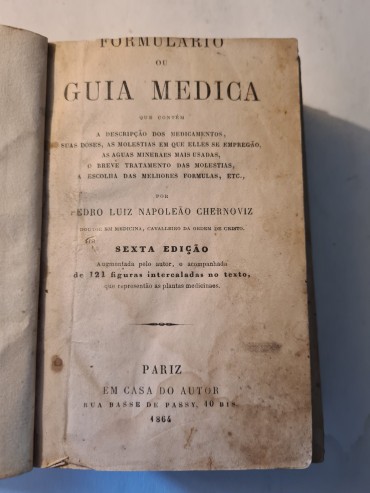 FORMULARIO
OU
GUIA MEDICA
QUE CONTÉM
A DESCRIPÇÃO DOS MEDICAMENTOS,
SUAS DOSES, AS MOLESTIAS EM QUE ELLES SE EMPREGÃO,
AS AGUAS MINERAES MAIS USADAS,
O BREVE TRATAMENTO DAS MOLESTIAS,
A ESCOLHA DAS MELHORES FORMULAS, ETC.,
POR
PEDRO LUIZ NAPOLEÃO CHERNOVIZ
DOUTOR EM MEDICINA, CAVALLEIRO DA ORDEM DE CHRISTO.
SEXTA EDIÇÃO
Augmentada pelo autor, e acompanhada
de 121 figuras intercaladas no texto,
que representão as plantas medicinaes.
PARIZ
EM CASA DO AUTOR
RUA BASSE DE PASSY, 10 BIS
1864